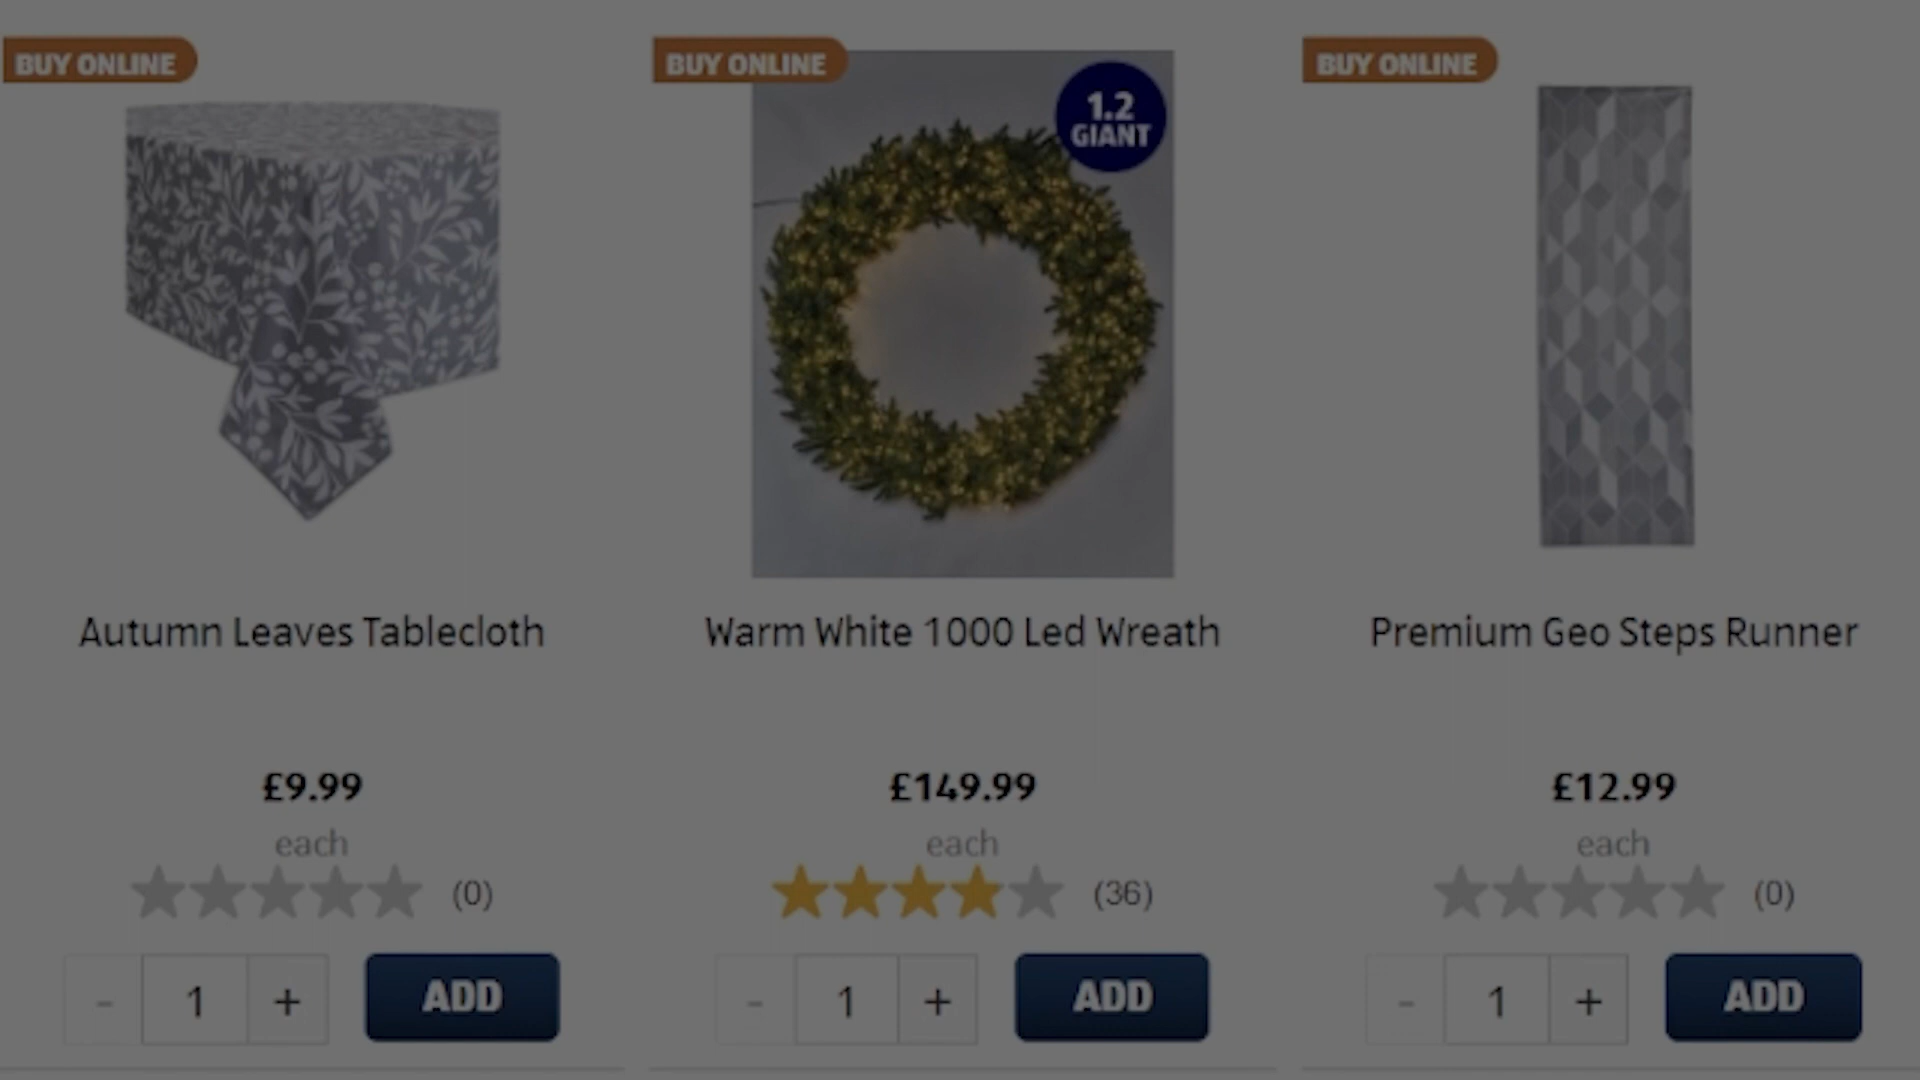 BUY ONLINE
BUY ONLINE
BUY ONLINE
1.2
GIANT
Autumn Leaves Tablecloth
Warm White 1000 Led Wreath
Premium Geo Steps Runner
£9.99
£149.99
£12.99
each
each
each
(0)
(36)
(0)
- 1 + ADD
- 1 + ADD
- 1 + ADD